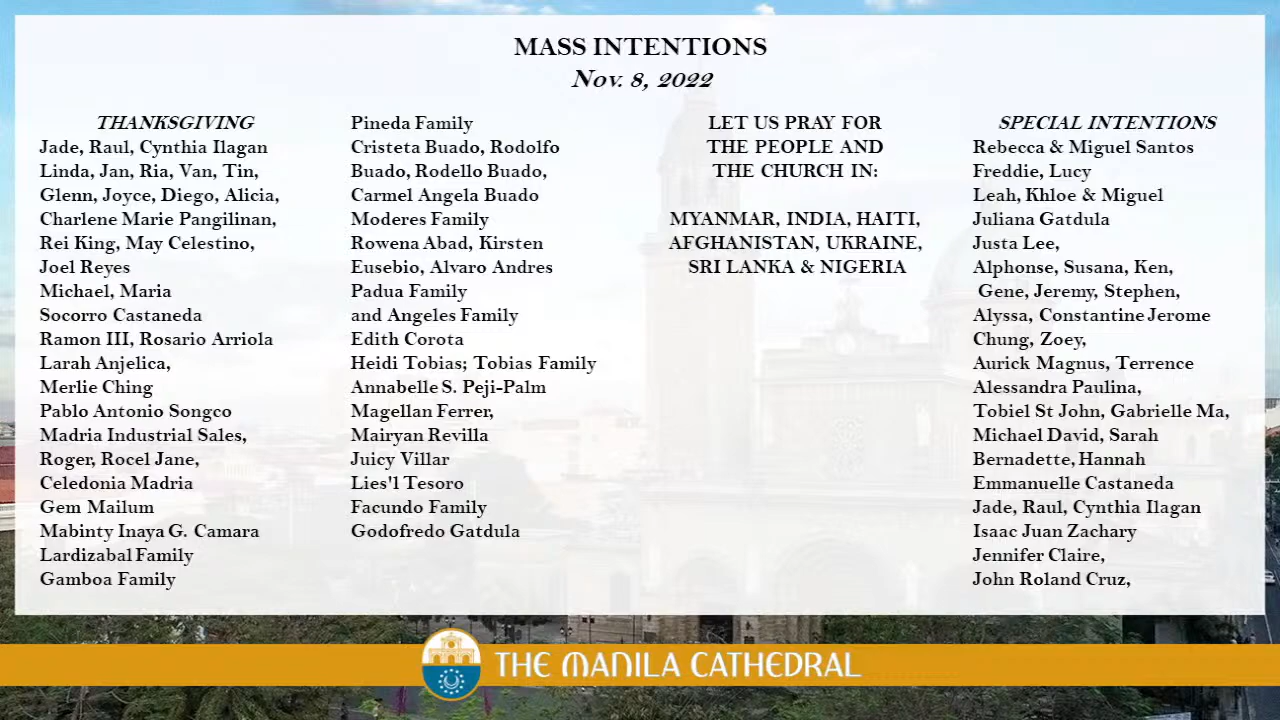 MASS INTENTIONS
Nov. 8, 2022
THANKSGIVING
Jade, Raul, Cynthia Ilagan
Linda, Jan, Ria, Van, Tin,
Glenn, Joyce, Diego, Alicia,
Charlene Marie Pangilinan,
Rei King, May Celestino,
Joel Reyes
Michael, Maria
Socorro Castaneda
Ramon III, Rosario Arriola
Larah Anjelica,
Merlie Ching
Pablo Antonio Songco
Madria Industrial Sales,
Roger, Rocel Jane,
Celedonia Madria
Gem Mailum
Mabinty Inaya G. Camara
Lardizabal Family
Gamboa Family
Pineda Family
Cristeta Buado, Rodolfo
Buado, Rodello Buado,
Carmel Angela Buado
Moderes Family
Rowena Abad, Kirsten
Eusebio, Alvaro Andres
Padua Family
and Angeles Family
Edith Corota
Heidi Tobias; Tobias Family
Annabelle S. Peji-Palm
Magellan Ferrer,
Mairyan Revilla
Juicy Villar
Lies'l Tesoro
Facundo Family
Godofredo Gatdula
LET US PRAY FOR
THE PEOPLE AND
THE CHURCH IN:
MYANMAR, INDIA, HAITI,
AFGHANISTAN, UKRAINE,
SRI LANKA & NIGERIA
SPECIAL INTENTIONS
Rebecca & Miguel Santos
Freddie, Lucy
Leah, Khloe & Miguel
Juliana Gatdula
Justa Lee,
Alphonse, Susana, Ken,
Gene, Jeremy, Stephen,
Alyssa, Constantine Jerome
Chung, Zoey,
Aurick Magnus, Terrence
Alessandra Paulina,
Tobiel St John, Gabrielle Ma,
Michael David, Sarah
Bernadette, Hannah
Emmanuelle Castaneda
Jade, Raul, Cynthia Ilagan
Isaac Juan Zachary
Jennifer Claire,
John Roland Cruz,
THE MANILA CATHEDRAL